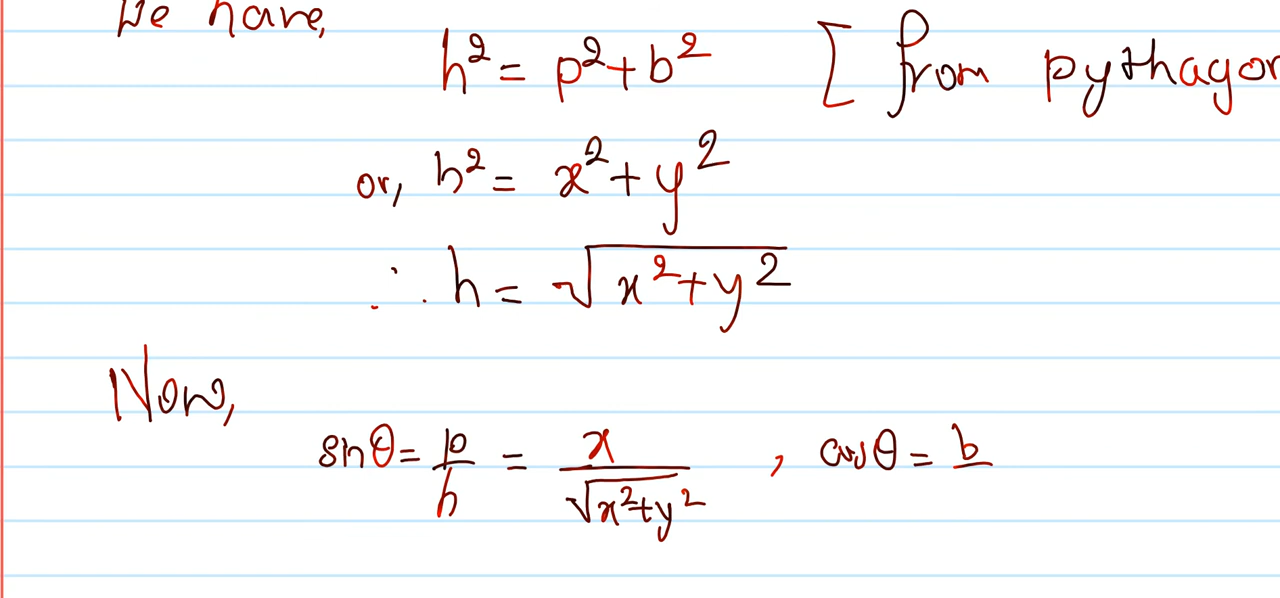 We have,
h² = p² + b² [from pythagor
or, h² = x² + y²
∴ h = √(x² + y²)
Now,
sinθ = p/h = x/√(x² + y²) , cosθ = b